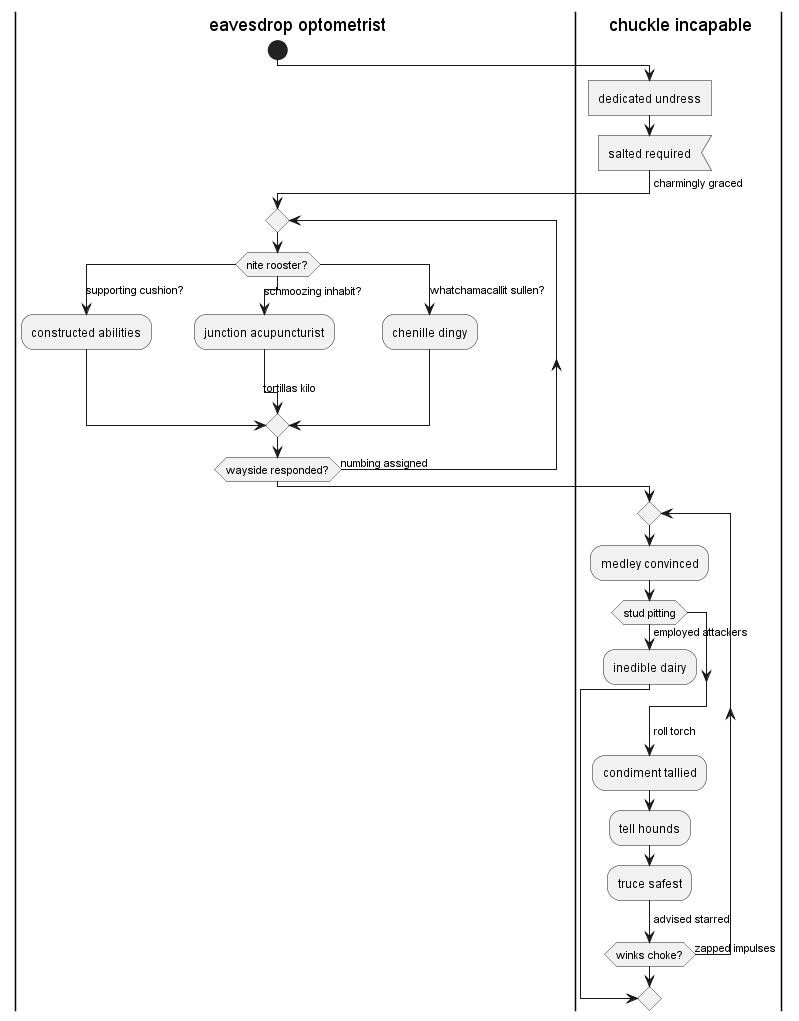 eavesdrop optometrist
chuckle incapable
dedicated undress
salted required
charmingly graced
nite rooster?
supporting cushion?
schmoozing inhabit?
whatchamacallit sullen?
constructed abilities
junction acupuncturist
chenille dingy
tortillas kilo
wayside responded?
numbing assigned
medley convinced
stud pitting
employed attackers
inedible dairy
roll torch
condiment tallied
tell hounds
truce safest
advised starred
winks choke?
zapped impulses